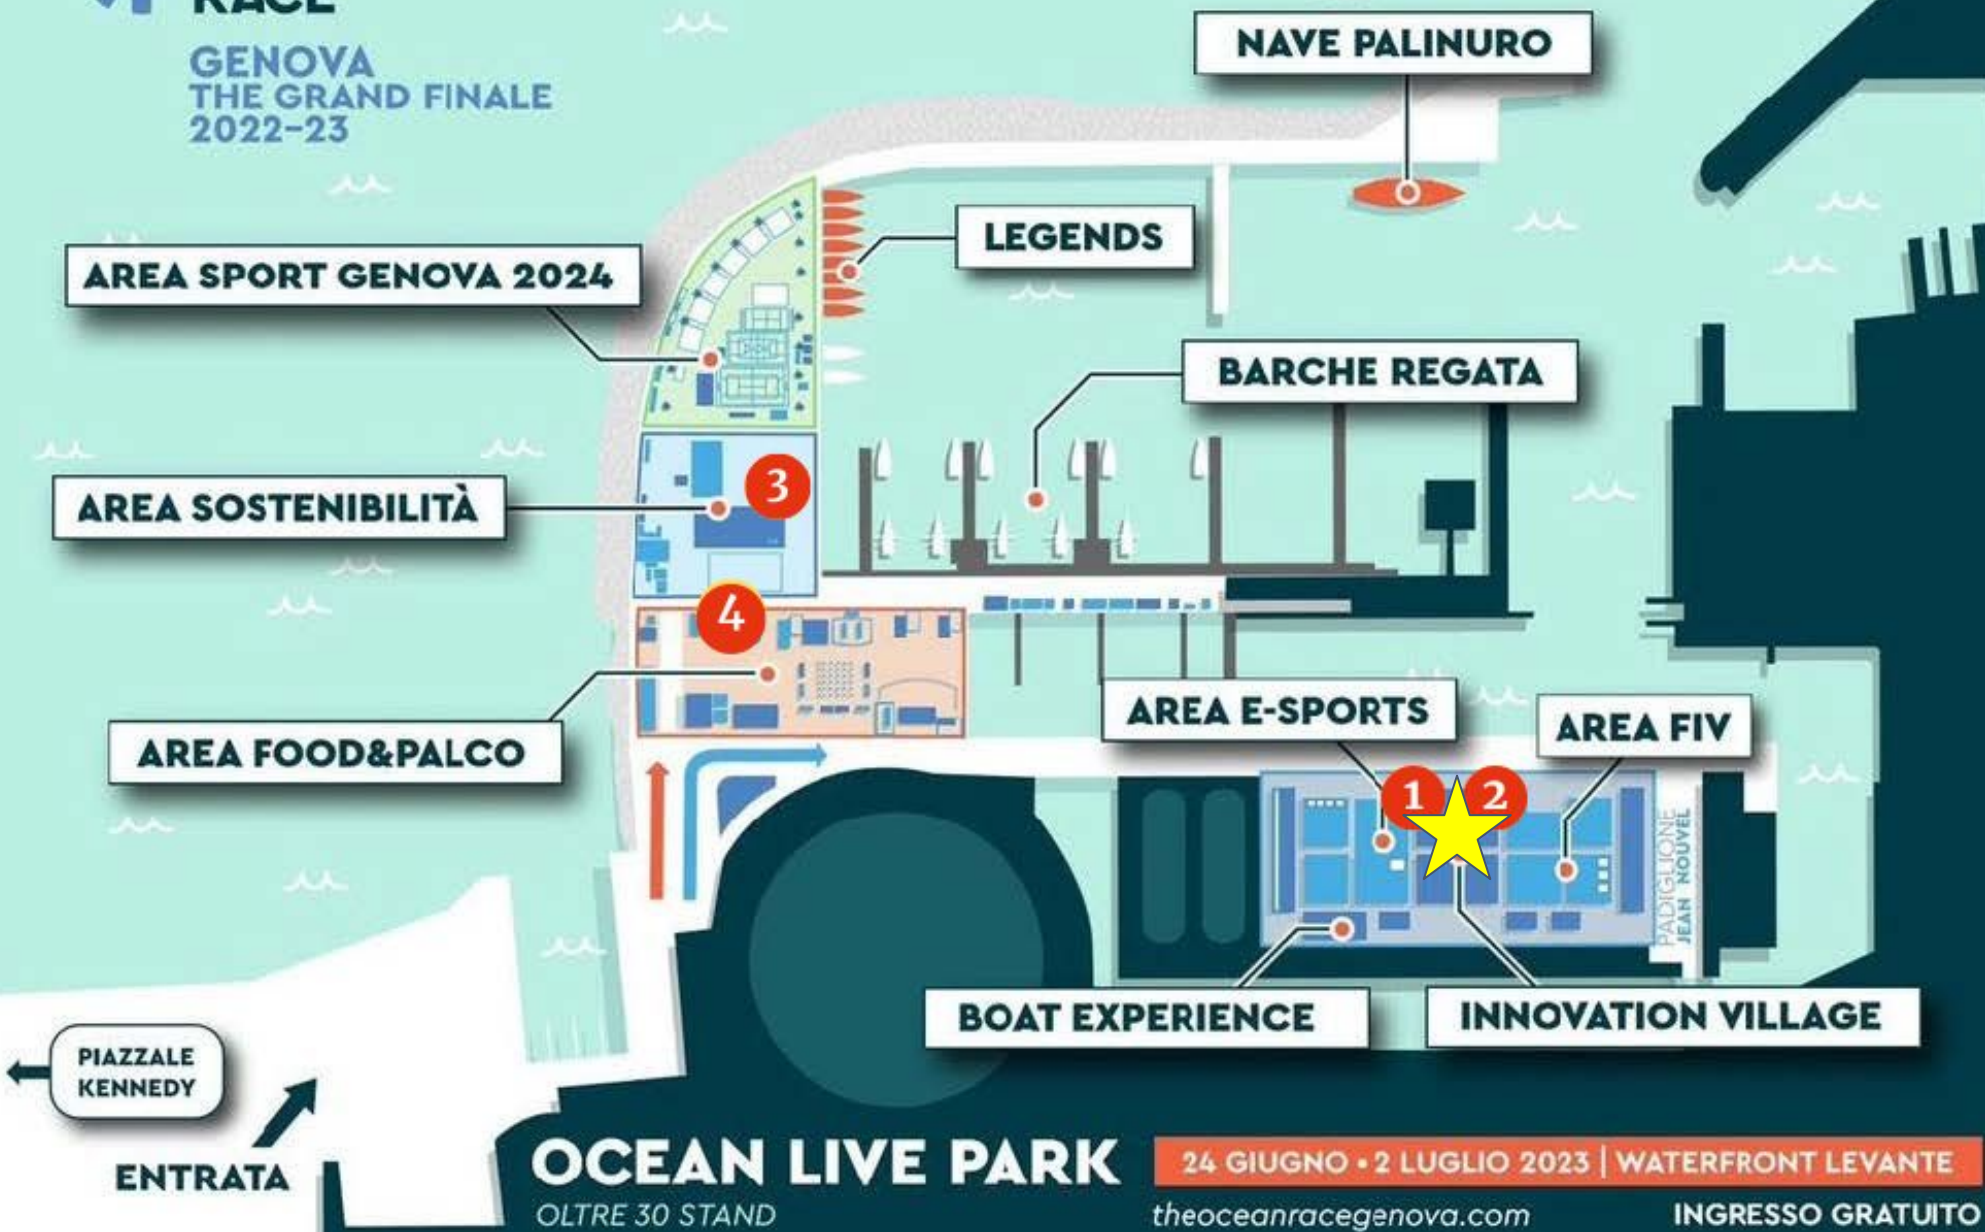 RACE
GENOVA
THE GRAND FINALE
2022-23
NAVE PALINURO
LEGENDS
AREA SPORT GENOVA 2024
BARCHE REGATA
AREA SOSTENIBILITÀ
3
4
AREA FOOD&PALCO
AREA E-SPORTS
AREA FIV
1
2
PADIGLIONE
JEAN NOUVEL
BOAT EXPERIENCE
INNOVATION VILLAGE
PIAZZALE
KENNEDY
ENTRATA
OCEAN LIVE PARK
OLTRE 30 STAND
24 GIUGNO • 2 LUGLIO 2023 | WATERFRONT LEVANTE
theoceanracegenova.com
INGRESSO GRATUITO